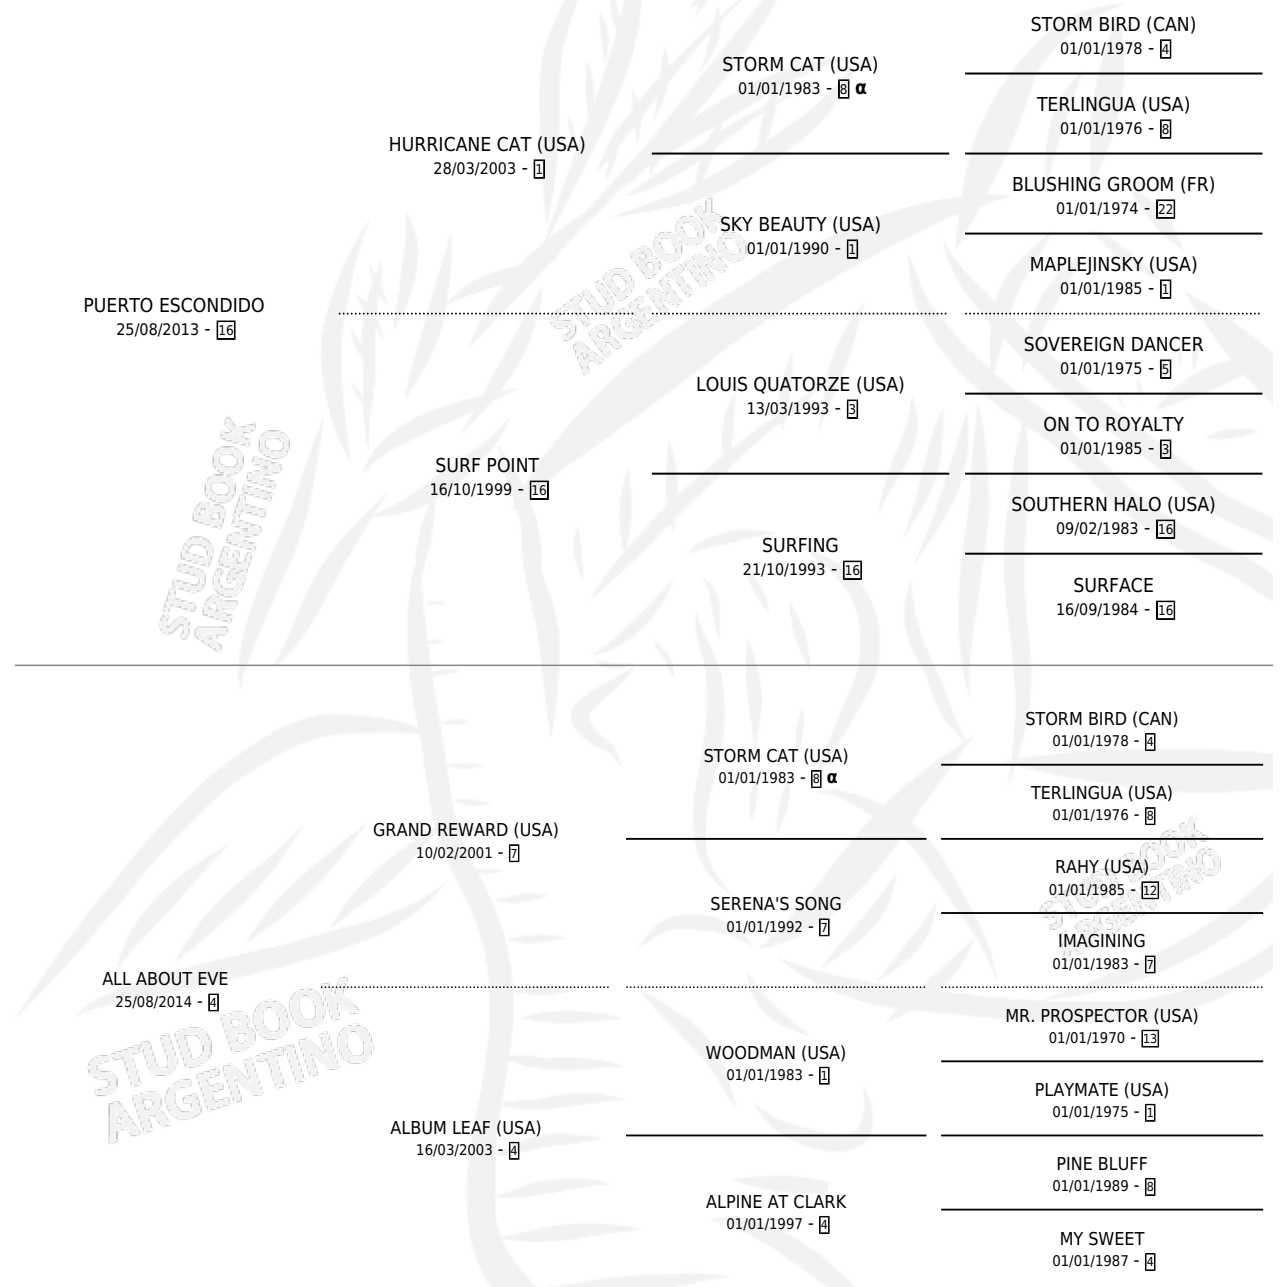 STORM BIRD (CAN)
01/01/1978 - 4
STORM CAT (USA)
01/01/1983 - 8 α
TERLINGUA (USA)
01/01/1976 - 8
HURRICANE CAT (USA)
28/03/2003 - 1
BLUSHING GROOM (FR)
01/01/1974 - 22
SKY BEAUTY (USA)
01/01/1990 - 1
MAPLEJINSKY (USA)
01/01/1985 - 1
PUERTO ESCONDIDO
25/08/2013 - 16
SOVEREIGN DANCER
01/01/1975 - 5
LOUIS QUATORZE (USA)
13/03/1993 - 3
ON TO ROYALTY
01/01/1985 - 3
SURF POINT
16/10/1999 - 16
SOUTHERN HALO (USA)
09/02/1983 - 16
SURFING
21/10/1993 - 16
SURFACE
16/09/1984 - 16
STORM BIRD (CAN)
01/01/1978 - 4
STORM CAT (USA)
01/01/1983 - 8 α
TERLINGUA (USA)
01/01/1976 - 8
GRAND REWARD (USA)
10/02/2001 - 7
RAHY (USA)
01/01/1985 - 12
SERENA'S SONG
01/01/1992 - 7
IMAGINING
01/01/1983 - 7
ALL ABOUT EVE
25/08/2014 - 4
MR. PROSPECTOR (USA)
01/01/1970 - 13
WOODMAN (USA)
01/01/1983 - 1
PLAYMATE (USA)
01/01/1975 - 1
ALBUM LEAF (USA)
16/03/2003 - 4
PINE BLUFF
01/01/1989 - 8
ALPINE AT CLARK
01/01/1997 - 4
MY SWEET
01/01/1987 - 4
STUD BOOK
ARGENTINO
STUD BOOK
ARGENTINO
STUD BOOK
ARGENTINO
STUD BOOK
ARGENTINO